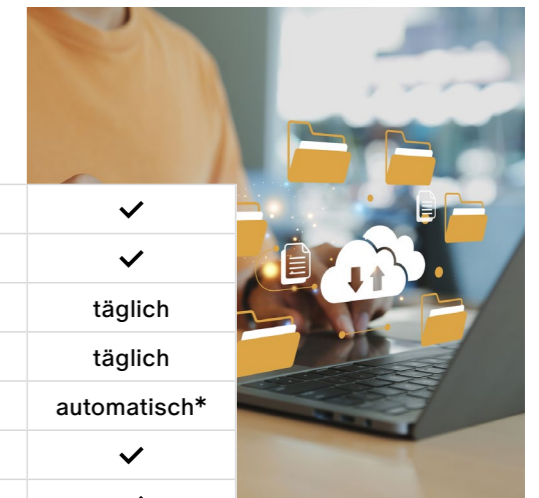 ✓
✓
täglich
täglich
automatisch*
✓